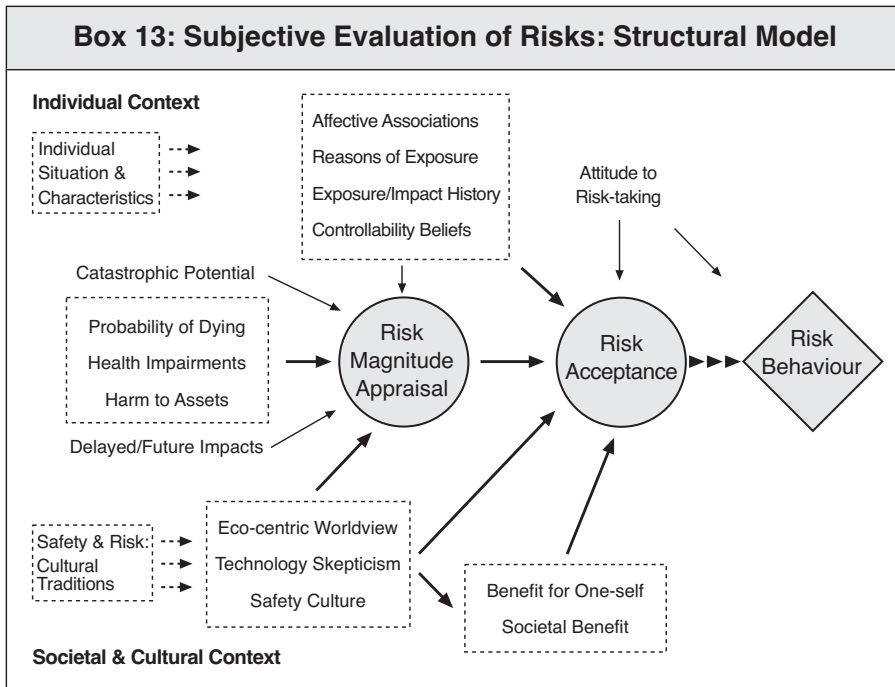 Box 13: Subjective Evaluation of Risks: Structural Model
Individual Context
Individual
Situation &
Characteristics
Affective Associations
Reasons of Exposure
Exposure/Impact History
Controllability Beliefs
Attitude to
Risk-taking
Catastrophic Potential
Probability of Dying
Health Impairments
Harm to Assets
Delayed/Future Impacts
Risk
Magnitude
Appraisal
Risk
Acceptance
Risk
Behaviour
Safety & Risk:
Cultural
Traditions
Eco-centric Worldview
Technology Skepticism
Safety Culture
Benefit for One-self
Societal Benefit
Societal & Cultural Context